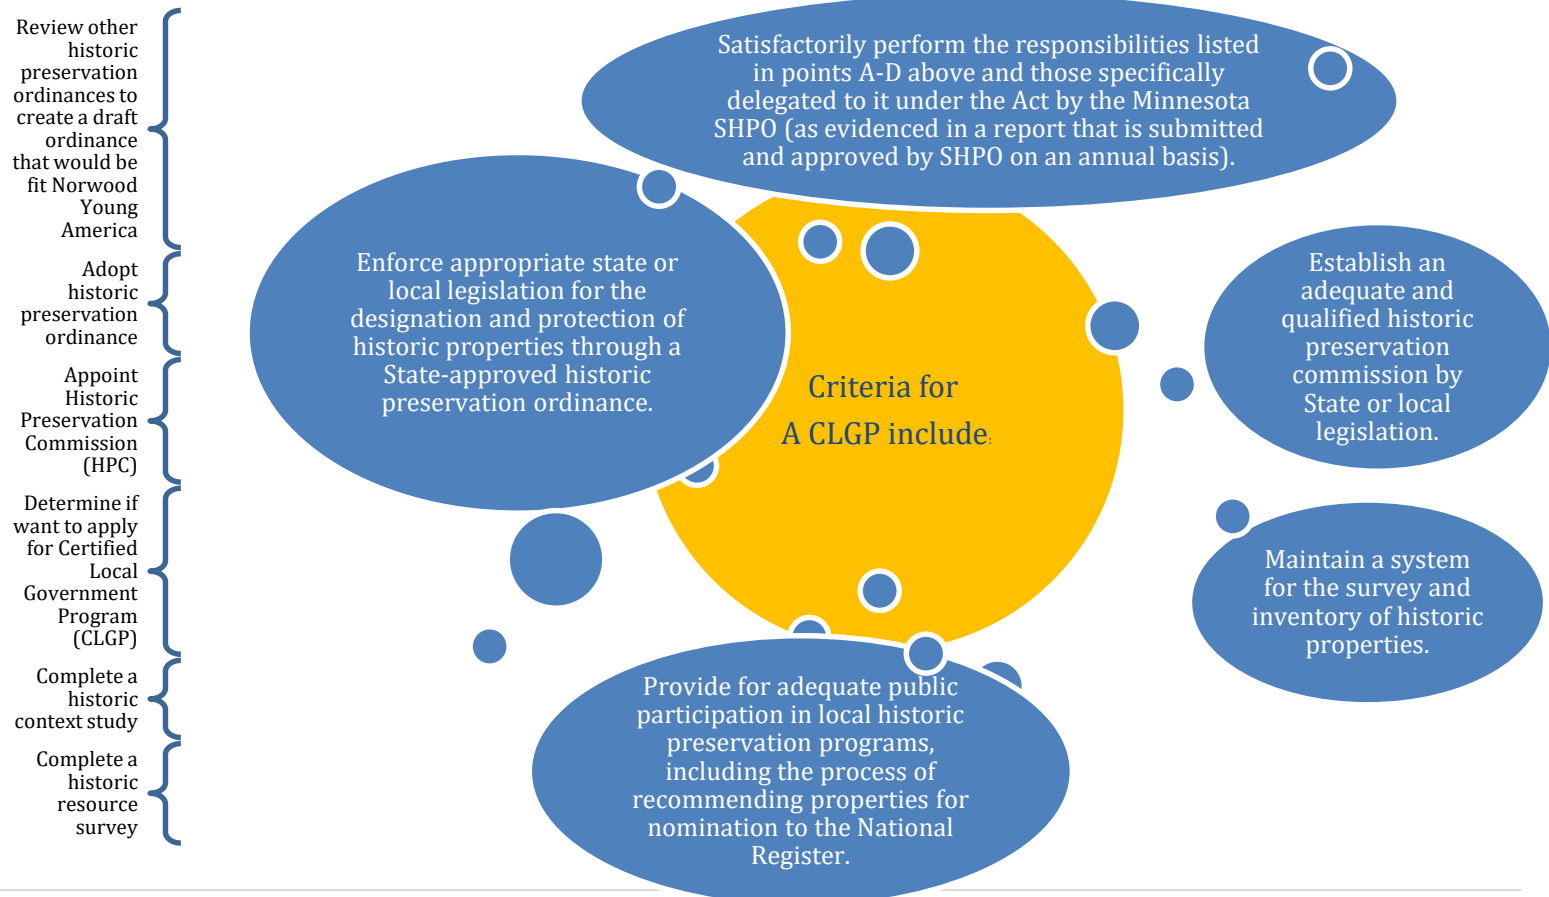 Review other
historic
preservation
ordinances to
create a draft
ordinance
that would be
fit Norwood
Young
America
Adopt
historic
preservation
ordinance
Appoint
Historic
Preservation
Commission
(HPC)
Determine if
want to apply
for Certified
Local
Government
Program
(CLGP)
Complete a
historic
context study
Complete a
historic
resource
survey
Satisfactorily perform the responsibilities listed
in points A-D above and those specifically
delegated to it under the Act by the Minnesota
SHPO (as evidenced in a report that is submitted
and approved by SHPO on an annual basis).
Enforce appropriate state or
local legislation for the
designation and protection of
historic properties through a
State-approved historic
preservation ordinance.
Criteria for
A CLGP include:
Establish an
adequate and
qualified historic
preservation
commission by
State or local
legislation.
Maintain a system
for the survey and
inventory of historic
properties.
Provide for adequate public
participation in local historic
preservation programs,
including the process of
recommending properties for
nomination to the National
Register.